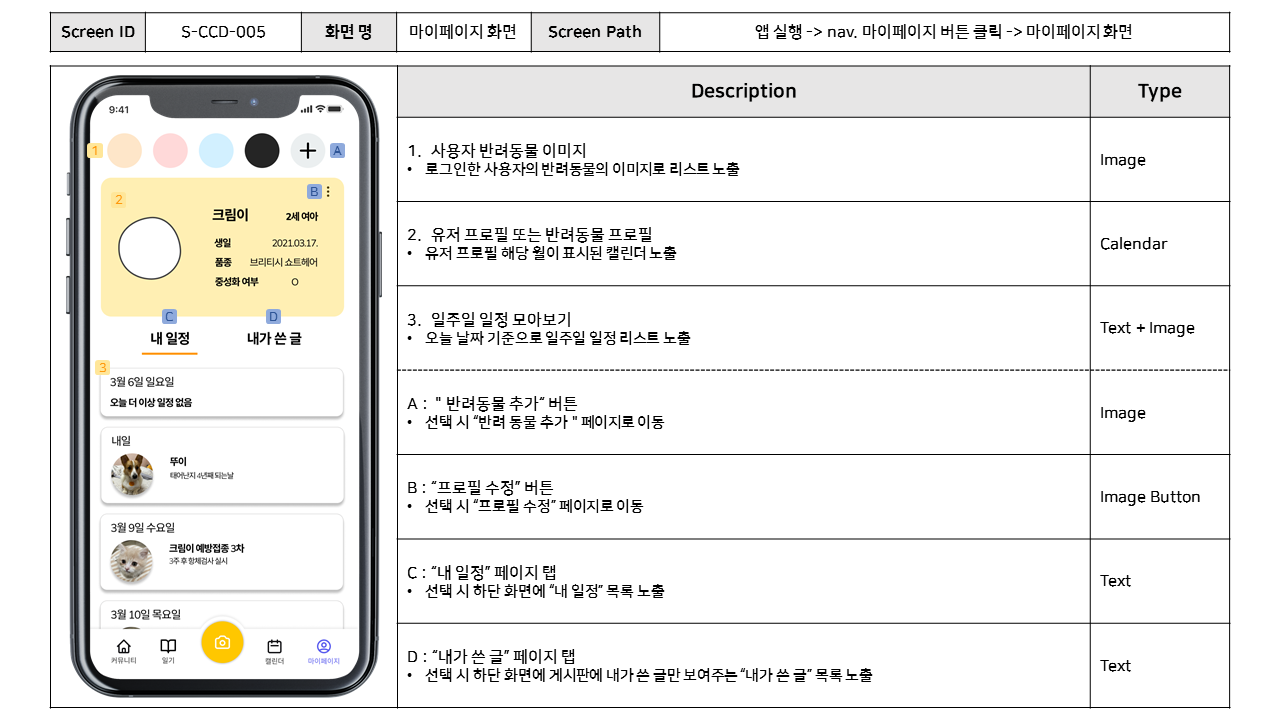 Screen ID
S-CCD-005
화면 명
마이페이지 화면
Screen Path
앱 실행 -> nav. 마이페이지 버튼 클릭 -> 마이페이지 화면
9:41
1
A
2
B
크림이
2세 여아
생일
2021.03.17.
품종
브리티시 쇼트헤어
중성화 여부
O
C
D
내 일정
내가 쓴 글
3
3월 6일 일요일
오늘 더 이상 일정 없음
내일
뚜이
태어난지 4년째 되는날
3월 9일 수요일
크림이 예방접종 3차
3주 후 항체검사 실시
3월 10일 목요일
커뮤니티
일기
캘린더
마이페이지
Description
Type
1. 사용자 반려동물 이미지
• 로그인한 사용자의 반려동물의 이미지로 리스트 노출
Image
2. 유저 프로필 또는 반려동물 프로필
• 유저 프로필 해당 월이 표시된 캘린더 노출
Calendar
3. 일주일 일정 모아보기
• 오늘 날짜 기준으로 일주일 일정 리스트 노출
Text + Image
A : " 반려동물 추가“ 버튼
• 선택 시 “반려 동물 추가 " 페이지로 이동
Image
B : “프로필 수정” 버튼
• 선택 시 “프로필 수정” 페이지로 이동
Image Button
C : “내 일정” 페이지 탭
• 선택 시 하단 화면에 “내 일정” 목록 노출
Text
D : “내가 쓴 글” 페이지 탭
• 선택 시 하단 화면에 게시판에 내가 쓴 글만 보여주는 “내가 쓴 글” 목록 노출
Text